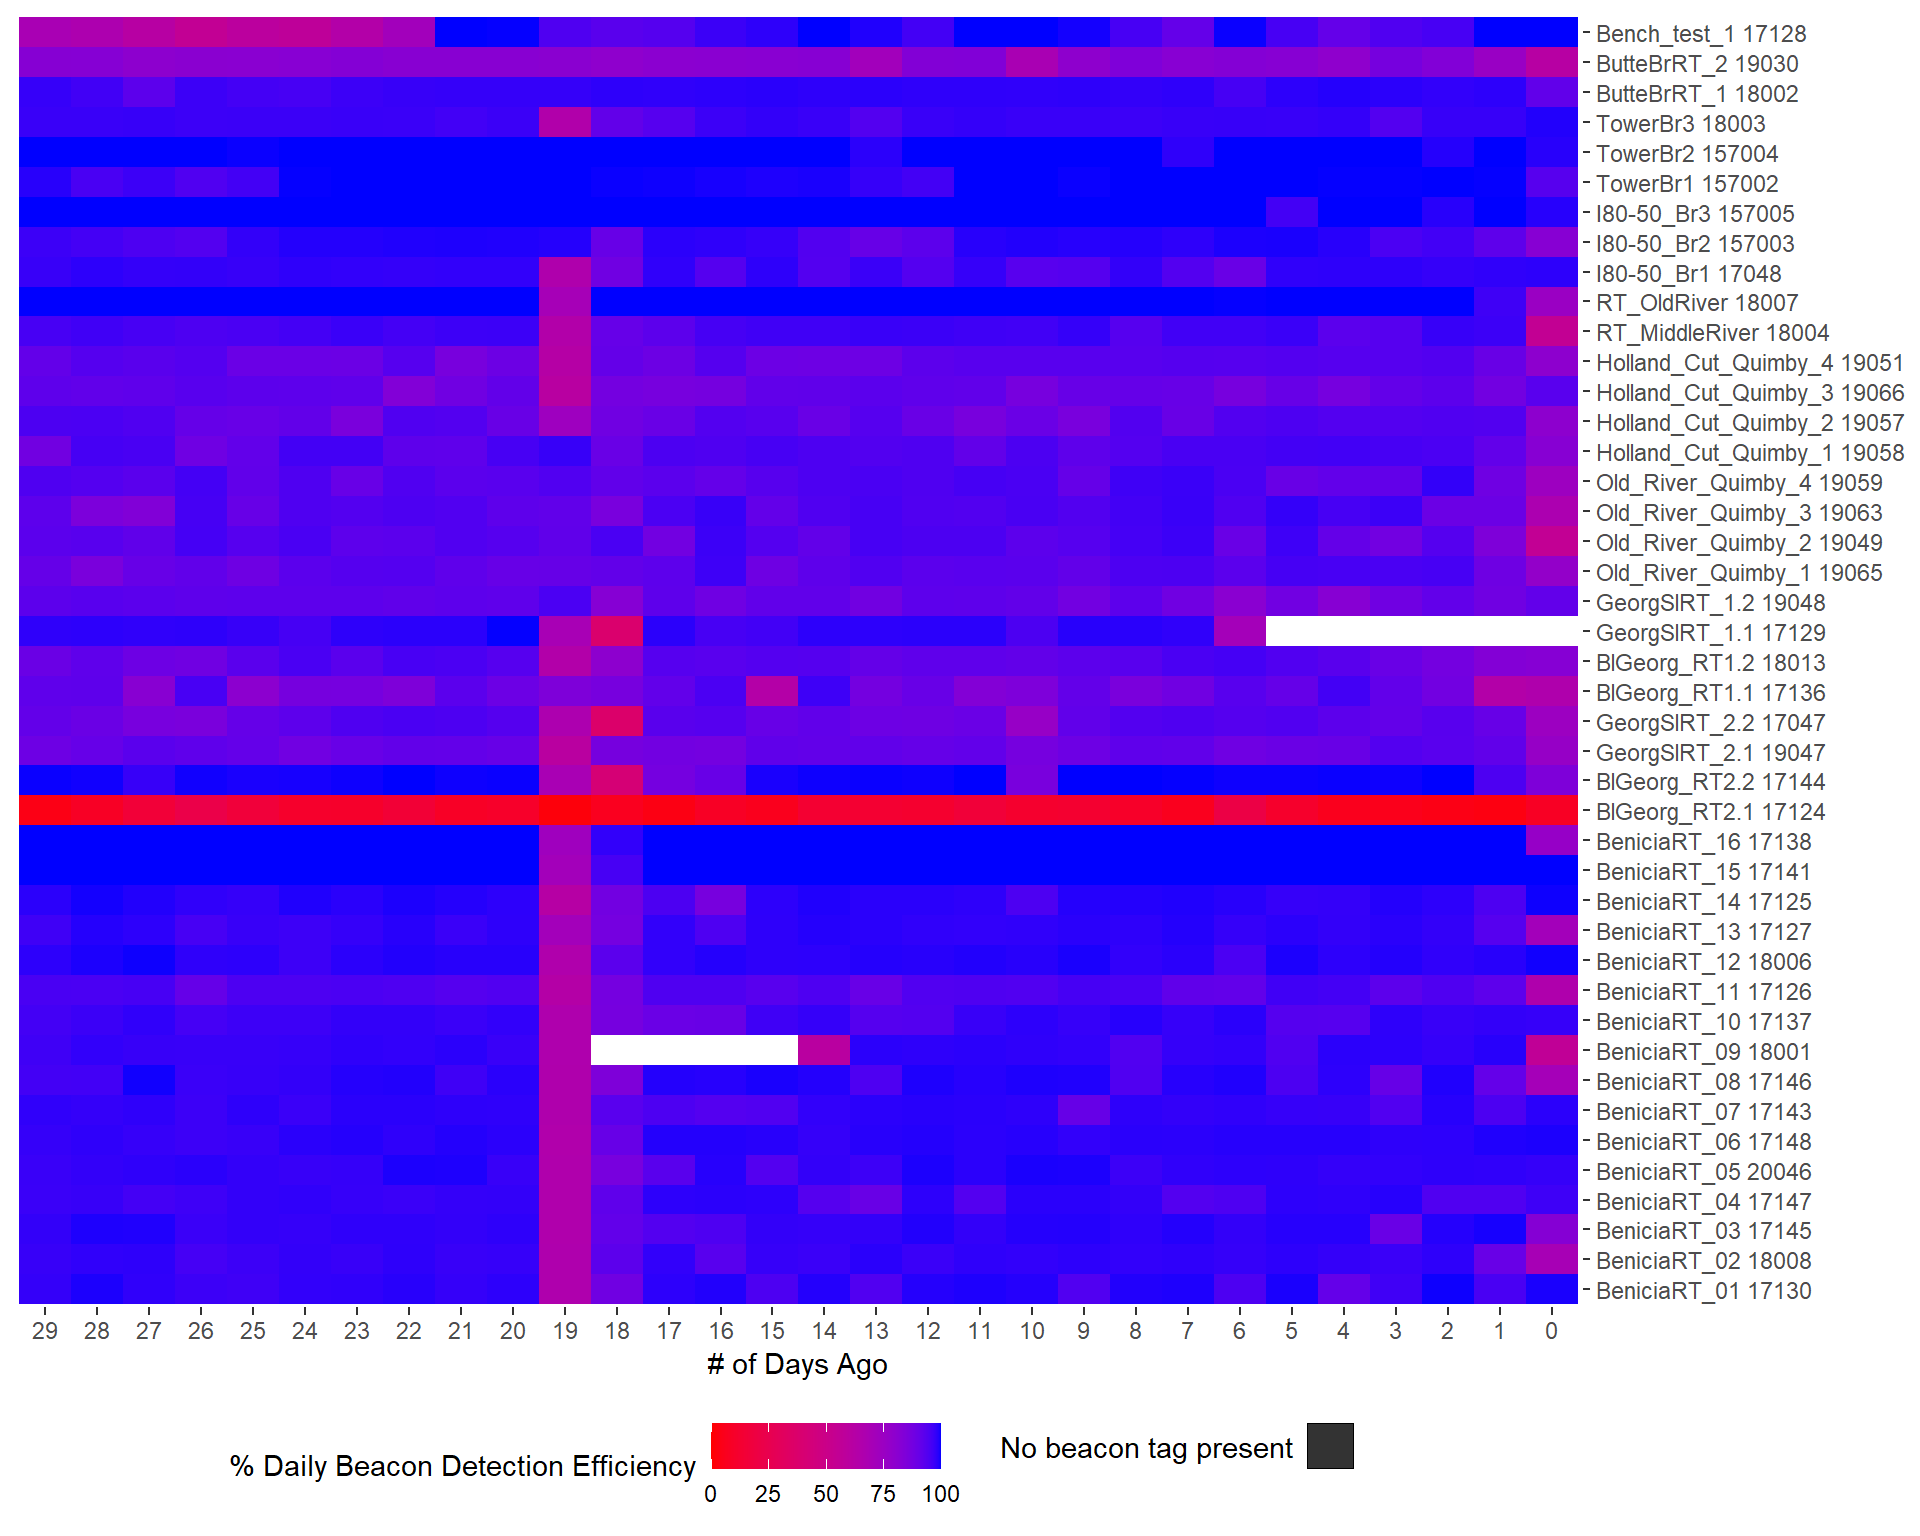 Bench_test_1 17128
ButteBrRT_2 19030
ButteBrRT_1 18002
TowerBr3 18003
TowerBr2 157004
TowerBr1 157002
I80-50_Br3 157005
I80-50_Br2 157003
I80-50_Br1 17048
RT_OldRiver 18007
RT_MiddleRiver 18004
Holland_Cut_Quimby_4 19051
Holland_Cut_Quimby_3 19066
Holland_Cut_Quimby_2 19057
Holland_Cut_Quimby_1 19058
Old_River_Quimby_4 19059
Old_River_Quimby_3 19063
Old_River_Quimby_2 19049
Old_River_Quimby_1 19065
GeorgSlRT_1.2 19048
GeorgSlRT_1.1 17129
BlGeorg_RT1.2 18013
BlGeorg_RT1.1 17136
GeorgSlRT_2.2 17047
GeorgSlRT_2.1 19047
BlGeorg_RT2.2 17144
BlGeorg_RT2.1 17124
BeniciaRT_16 17138
BeniciaRT_15 17141
BeniciaRT_14 17125
BeniciaRT_13 17127
BeniciaRT_12 18006
BeniciaRT_11 17126
BeniciaRT_10 17137
BeniciaRT_09 18001
BeniciaRT_08 17146
BeniciaRT_07 17143
BeniciaRT_06 17148
BeniciaRT_05 20046
BeniciaRT_04 17147
BeniciaRT_03 17145
BeniciaRT_02 18008
BeniciaRT_01 17130
29 28 27 26 25 24 23 22 21 20 19 18 17 16 15 14 13 12 11 10 9 8 7 6 5 4 3 2 1 0
# of Days Ago
% Daily Beacon Detection Efficiency
0 25 50 75 100
No beacon tag present